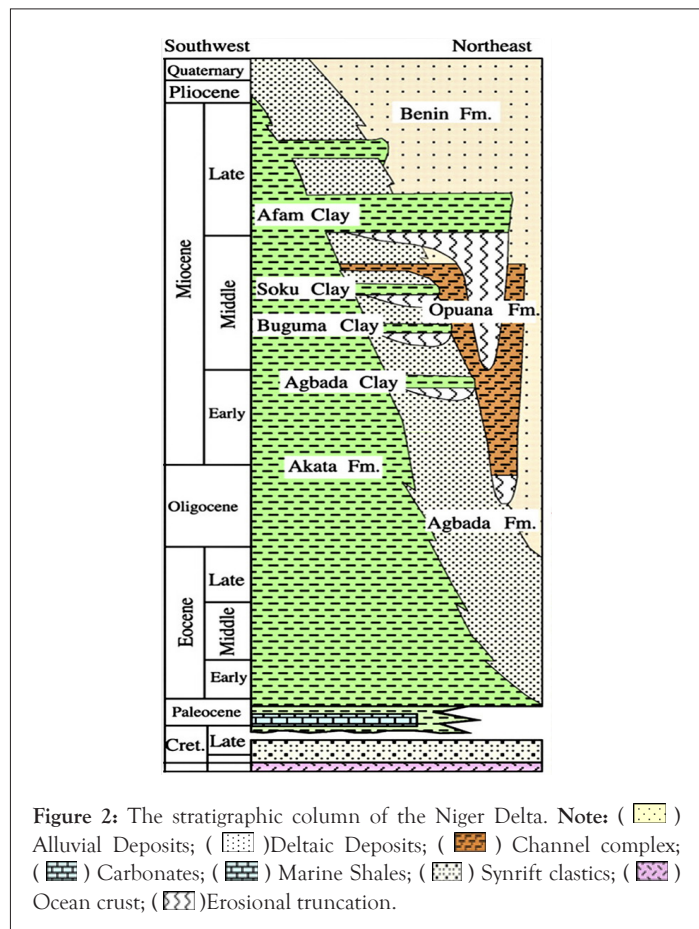 Southwest Northeast
Quaternary
Pliocene
Benin Fm.
Late
Afam Clay
Miocene
Middle
Soku Clay
Opuana Fm.
Buguma Clay
Agbada Clay
Early
Akata Fm.
Oligocene
Agbada Fm.
Late
Eocene
Middle
Early
Paleocene
Cret.
Late
Figure 2: The stratigraphic column of the Niger Delta. Note: ( )
Alluvial Deposits; ( )Deltaic Deposits; ( ) Channel complex;
( ) Carbonates; ( ) Marine Shales; ( ) Synrift clastics; ( )
Ocean crust; ( )Erosional truncation.